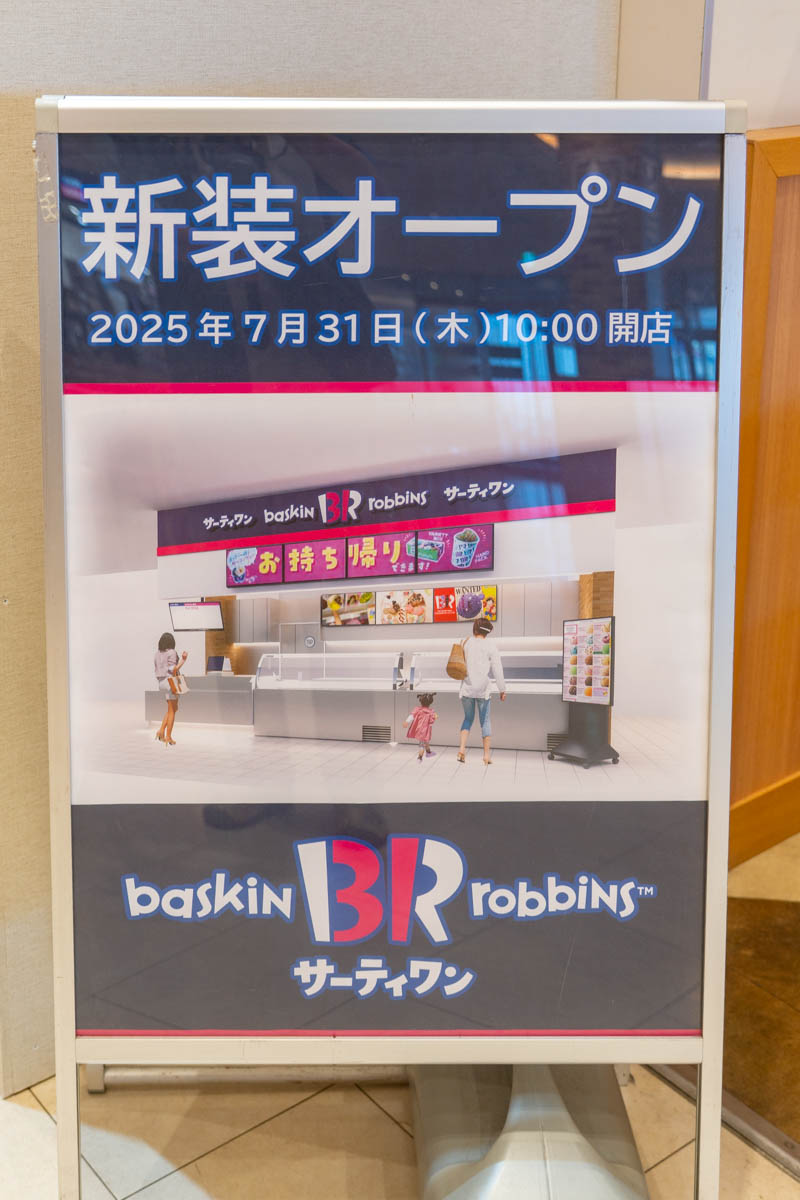 新装オープン
2025年7月31日(木)10:00開店
サーティワン baskin BR robbins サーティワン
お持ち帰り
できます!
WANTED
BR
baskin BR robbins™
サーティワン